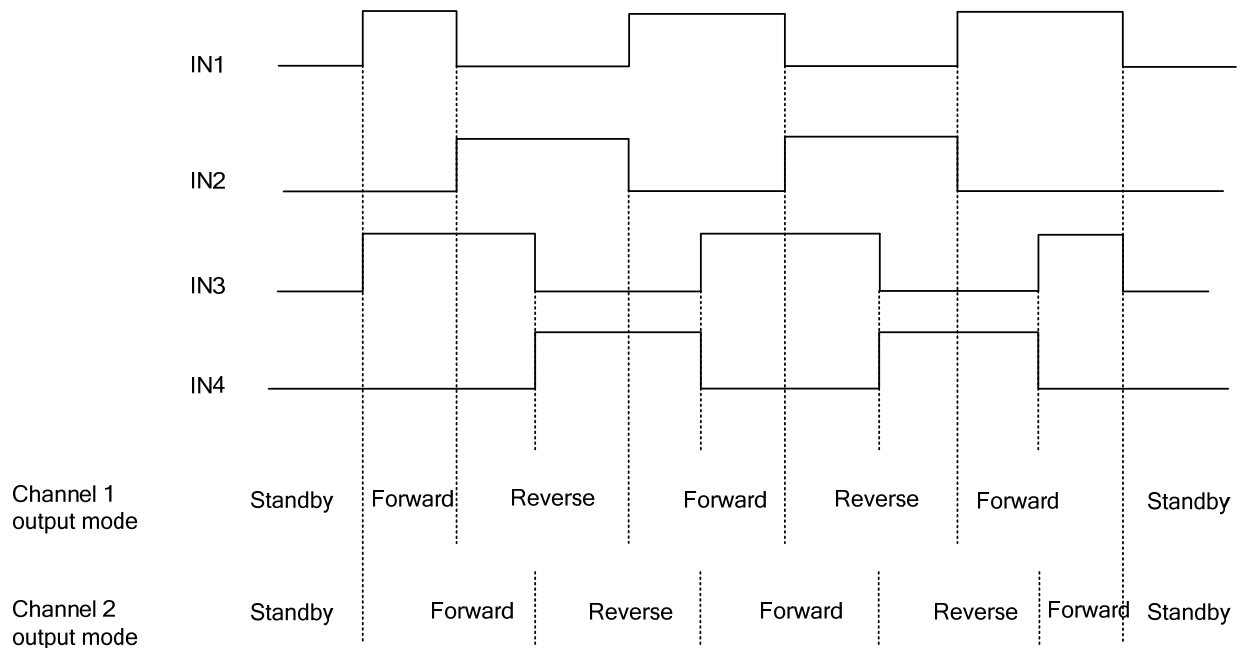 IN1
IN2
IN3
IN4
Channel 1
output mode
Standby Forward Reverse Forward Reverse Forward Standby
Channel 2
output mode
Standby Forward Reverse Forward Reverse Forward Standby